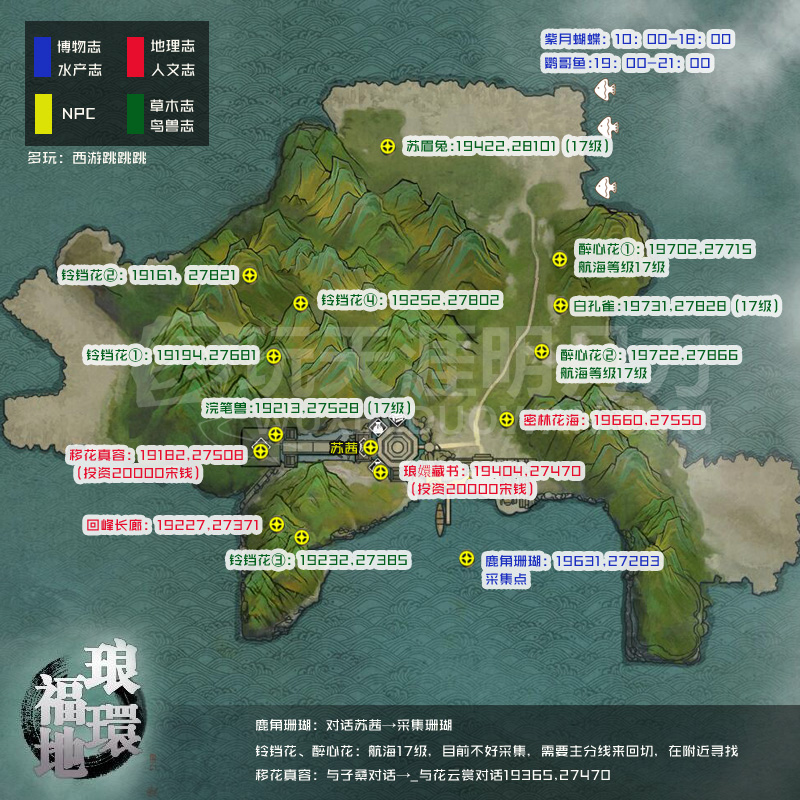 博物志
水产志
地理志
人文志
NPC
草木志
鸟兽志
多玩：西游跳跳跳
紫月蝴蝶：10：00-18：00
鹦哥鱼:19：00-21：00
苏眉兔:19422,28101 (17级)
醉心花①：19702,27715
航海等级17级
铃铛花②：19161，27821
铃铛花④：19252,27802
白孔雀:19731,27828 (17级)
铃铛花①：19194,27681
醉心花②：19722,27866
航海等级17级
浣笔兽:19213,27528 (17级)
密林花海：19660,27550
移花真容：19182,27508
(投资20000宋钱)
苏茜
琅嬛藏书：19404,27470
(投资20000宋钱)
回峰长廊：19227,27371
铃铛花③：19232,27385
鹿角珊瑚：19631,27283
采集点
琅環
福地
鹿角珊瑚：对话苏茜→采集珊瑚
铃铛花、醉心花：航海17级，目前不好采集，需要主分线来回切，在附近寻找
移花真容：与子桑对话→_与花云赏对话19365,27470